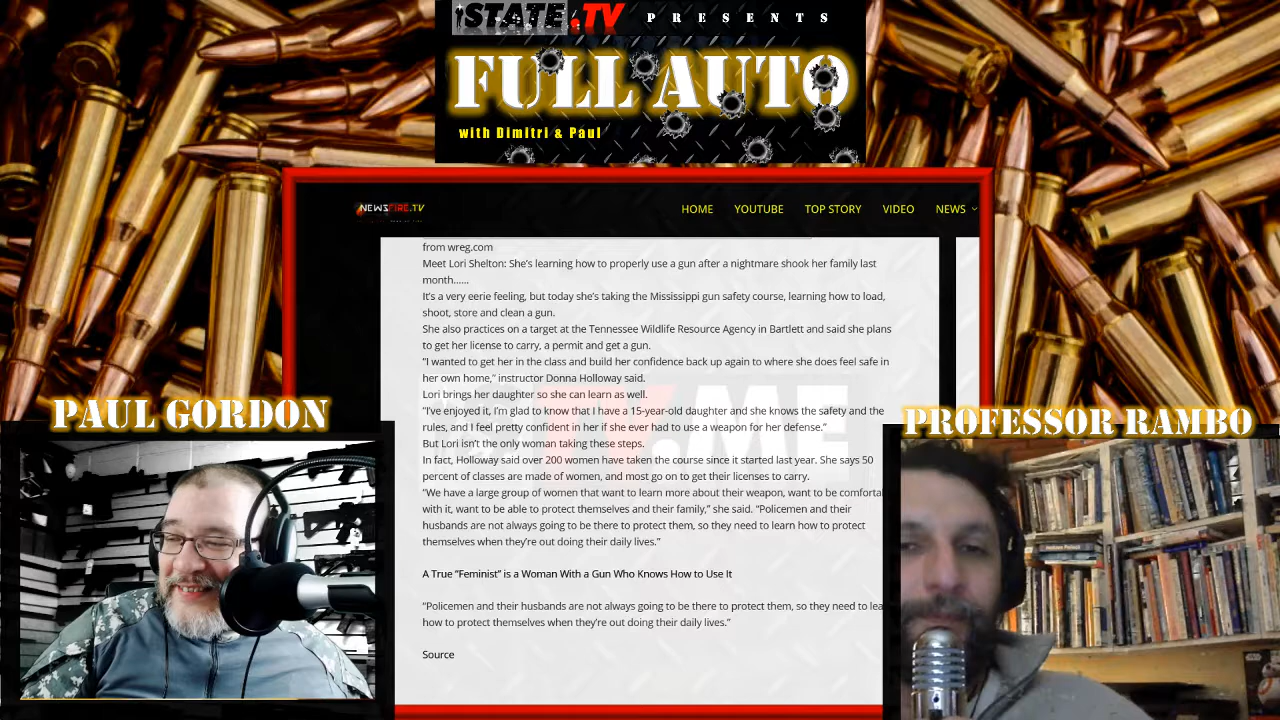 iSTATE.TV PRESENTS
FULL AUTO
with Dimitri & Paul
NEWSFIRE.TV
HOME YOUTUBE TOP STORY VIDEO NEWS
from wreg.com
Meet Lori Shelton: She's learning how to properly use a gun after a nightmare shook her family last
month......
It's a very eerie feeling, but today she's taking the Mississippi gun safety course, learning how to load,
shoot, store and clean a gun.
She also practices on a target at the Tennessee Wildlife Resource Agency in Bartlett and said she plans
to get her license to carry, a permit and get a gun.
"I wanted to get her in the class and build her confidence back up again to where she does feel safe in
her own home," instructor Donna Holloway said.
Lori brings her daughter so she can learn as well.
"I've enjoyed it, I'm glad to know that I have a 15-year-old daughter and she knows the safety and the
rules, and I feel pretty confident in her if she ever had to use a weapon for her defense."
But Lori isn't the only woman taking these steps.
In fact, Holloway said over 200 women have taken the course since it started last year. She says 50
percent of classes are made of women, and most go on to get their licenses to carry.
"We have a large group of women that want to learn more about their weapon, want to be comfortal
with it, want to be able to protect themselves and their family," she said. "Policemen and their
husbands are not always going to be there to protect them, so they need to learn how to protect
themselves when they're out doing their daily lives."
A True "Feminist" is a Woman With a Gun Who Knows How to Use It
"Policemen and their husbands are not always going to be there to protect them, so they need to lea
how to protect themselves when they're out doing their daily lives."
Source
.ME
PAUL GORDON
PROFESSOR RAMBO